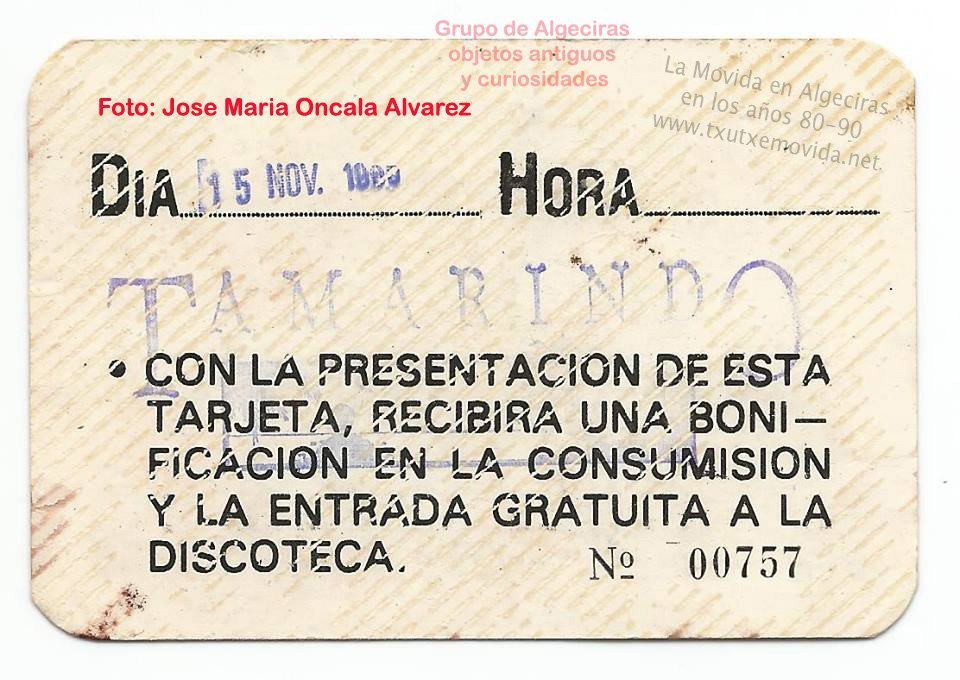 Grupo de Algeciras
objetos antiguos
y curiosidades
La Movida en Algeciras
en los años 80-90
www.txutxemovida.net.
Foto: Jose Maria Oncala Alvarez
DIA 15 NOV. HORA
TAMARINDO
• CON LA PRESENTACION DE ESTA
TARJETA, RECIBIRA UNA BONI—
FICACION EN LA CONSUMISION
Y LA ENTRADA GRATUITA A LA
DISCOTECA. Nº 00757